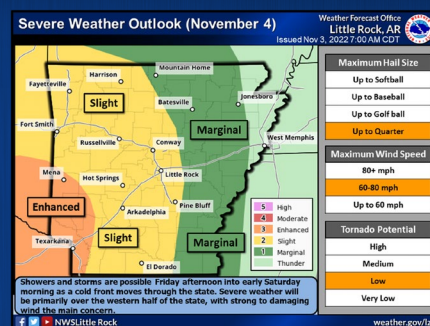 Severe Weather Outlook (November 4)
Weather Forecast Office
Little Rock, AR
Issued Nov 3, 2022 7:00 AM CDT
Mountain Home
Harrison
Fayetteville
Slight
Batesville
Jonesboro
Marginal
Fort Smith
Russellville
Conway
West Memphis
Mena
Hot Springs
Little Rock
Enhanced
Arkadelphia
Pine Bluff
Texarkana
Slight
Marginal
El Dorado
5 High
4 Moderate
3 Enhanced
2 Slight
1 Marginal
Thunder
Maximum Hail Size
Up to Softball
Up to Baseball
Up to Golf ball
Up to Quarter
Maximum Wind Speed
80+ mph
60-80 mph
Up to 60 mph
Tornado Potential
High
Medium
Low
Very Low
Showers and storms are possible Friday afternoon into early Saturday
morning as a cold front moves through the state. Severe weather will
be primarily over the western half of the state, with strong to damaging
wind the main concern.
NWSLittle Rock
weather.gov/lz